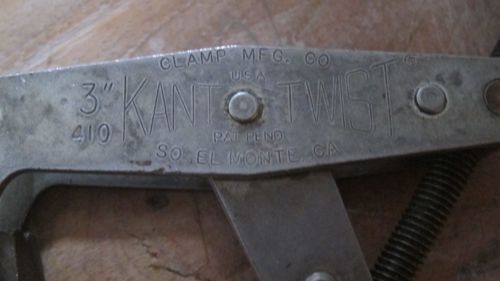 CLAMP MFG. CO
USA
3" KANT TWIST®
410
PAT PEND
SO. EL MONTE, CA